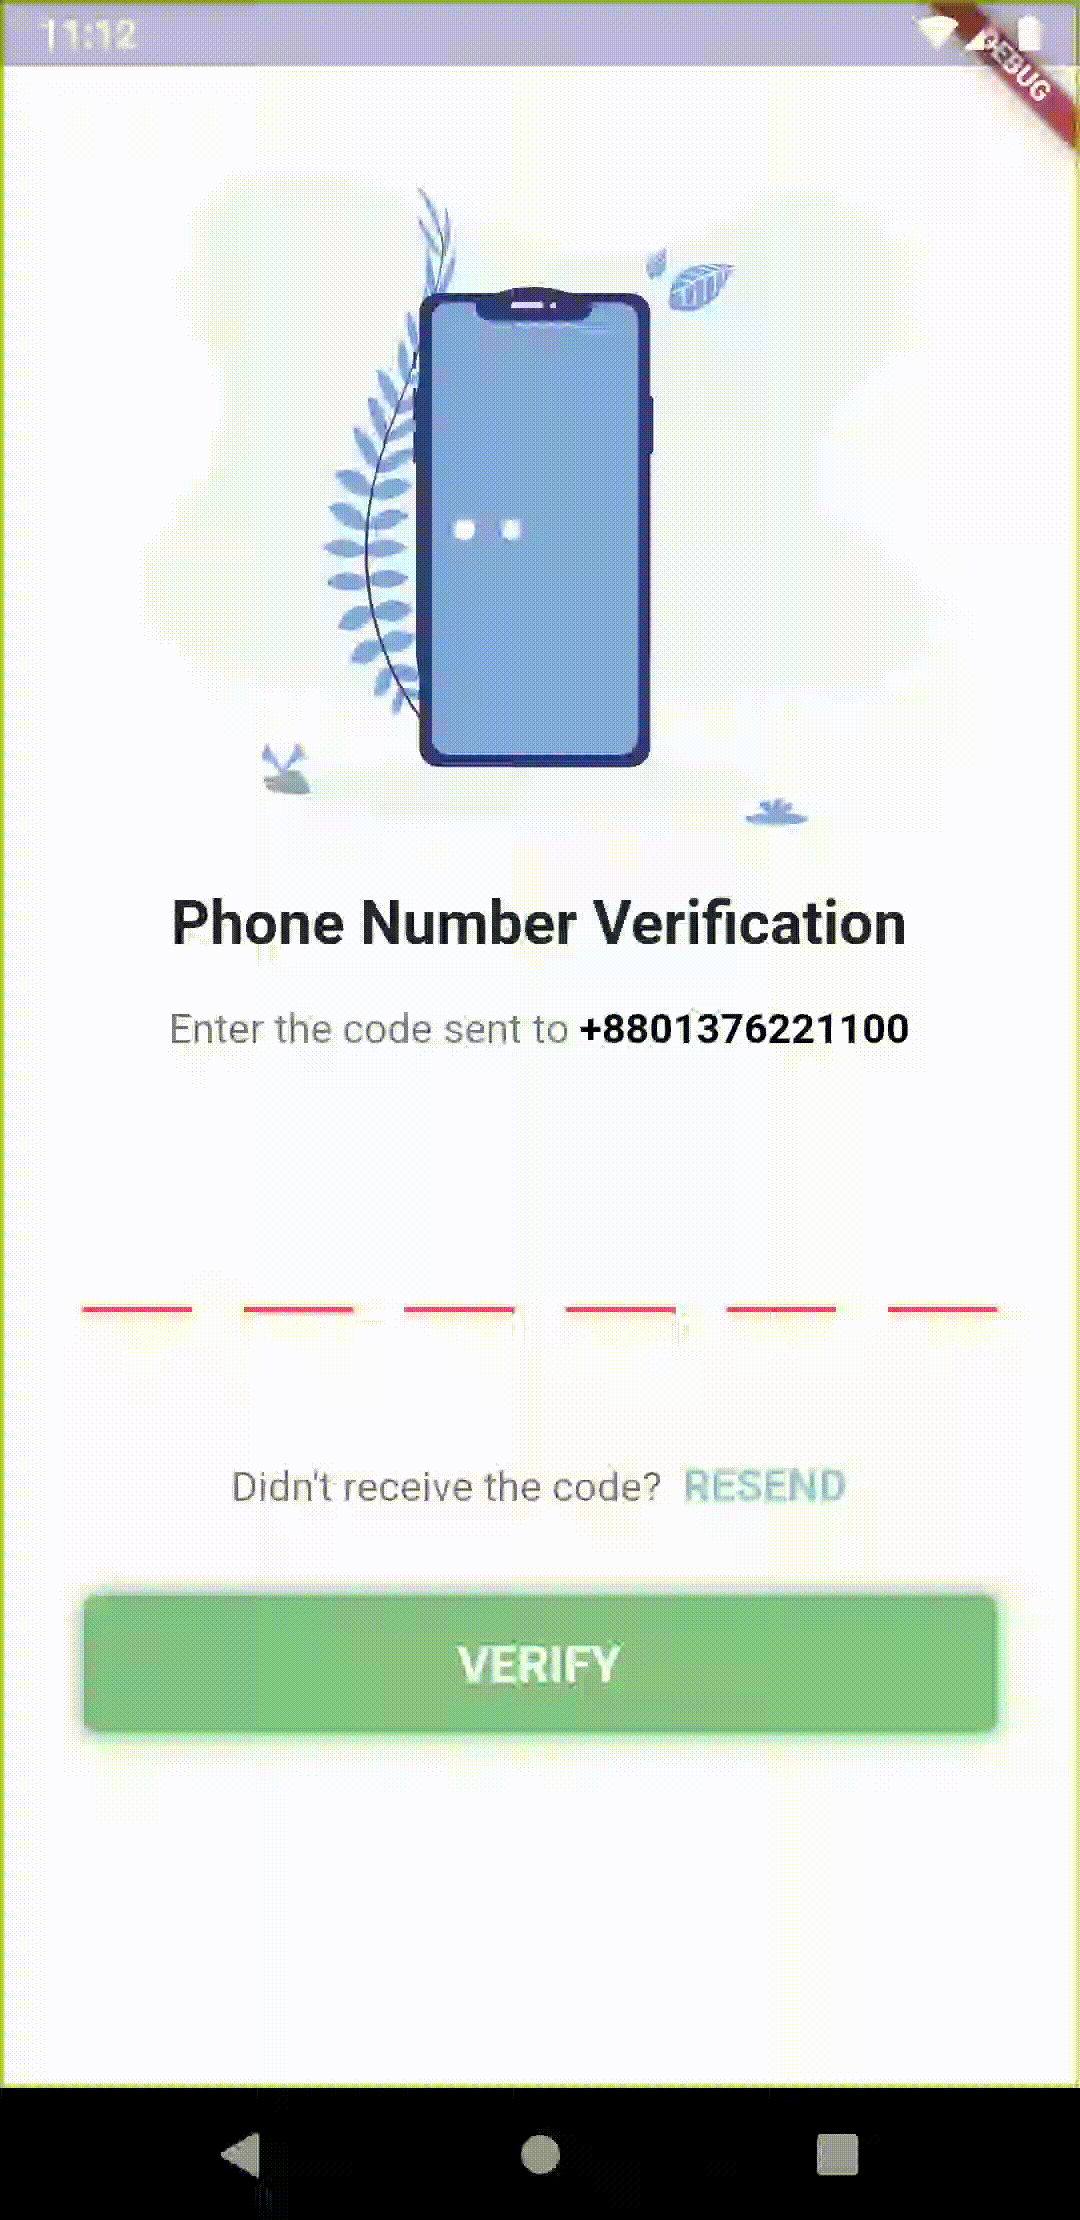 11:12
DEBUG
Phone Number Verification
Enter the code sent to +8801376221100
Didn't receive the code? RESEND
VERIFY